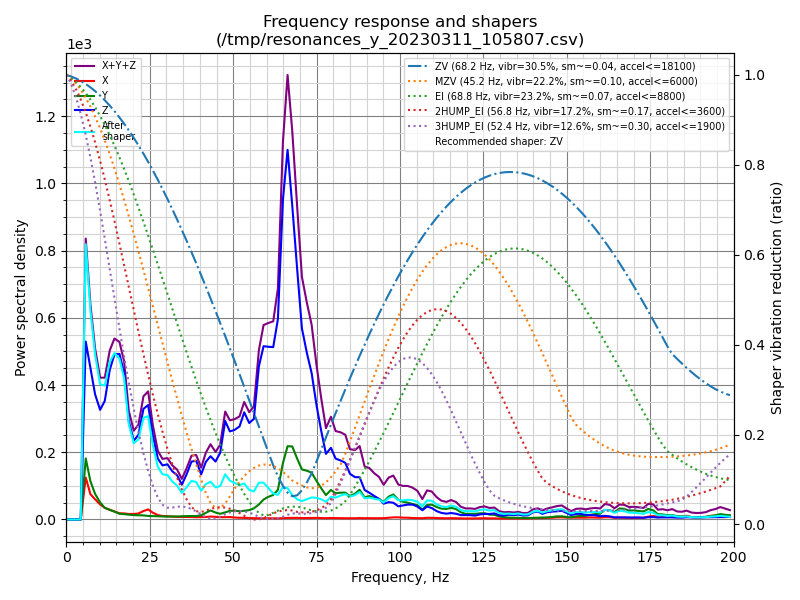 Frequency response and shapers
(/tmp/resonances_y_20230311_105807.csv)
1e3
X+Y+Z
X
Y
Z
After
shaper
ZV (68.2 Hz, vibr=30.5%, sm~=0.04, accel<=18100)
MZV (45.2 Hz, vibr=22.2%, sm~=0.10, accel<=6000)
EI (68.8 Hz, vibr=23.2%, sm~=0.07, accel<=8800)
2HUMP_EI (56.8 Hz, vibr=17.2%, sm~=0.17, accel<=3600)
3HUMP_EI (52.4 Hz, vibr=12.6%, sm~=0.30, accel<=1900)
Recommended shaper: ZV
Power spectral density
1.2
1.0
0.8
0.6
0.4
0.2
0.0
1.0
0.8
0.6
0.4
0.2
0.0
Shaper vibration reduction (ratio)
0 25 50 75 100 125 150 175 200
Frequency, Hz